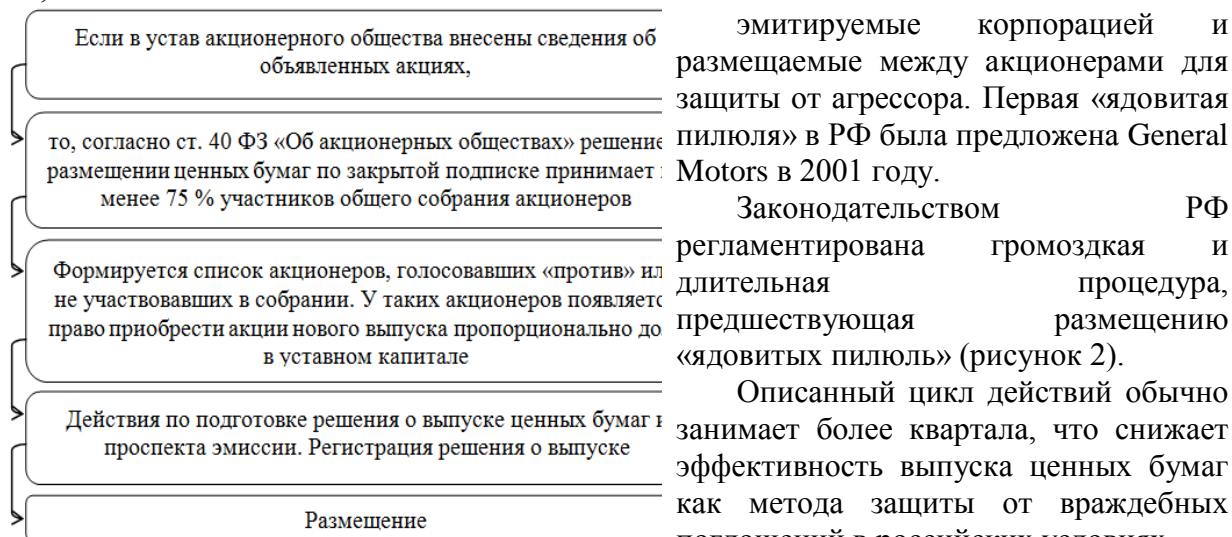 Если в устав акционерного общества внесены сведения об
объявленных акциях,
то, согласно ст. 40 ФЗ «Об акционерных обществах» решение
размещении ценных бумаг по закрытой подписке принимает
менее 75 % участников общего собрания акционеров
Формируется список акционеров, голосовавших «против» ил
не участвовавших в собрании. У таких акционеров появляетс
право приобрести акции нового выпуска пропорционально до
в уставном капитале
Действия по подготовке решения о выпуске ценных бумаг и
проспекта эмиссии. Регистрация решения о выпуске
Размещение
эмитируемые корпорацией и
размещаемые между акционерами для
защиты от агрессора. Первая «ядовитая
пилюля» в РФ была предложена General
Motors в 2001 году.
Законодательством РФ
регламентирована громоздкая и
длительная процедура,
предшествующая размещению
«ядовитых пилюль» (рисунок 2).
Описанный цикл действий обычно
занимает более квартала, что снижает
эффективность выпуска ценных бумаг
как метода защиты от враждебных